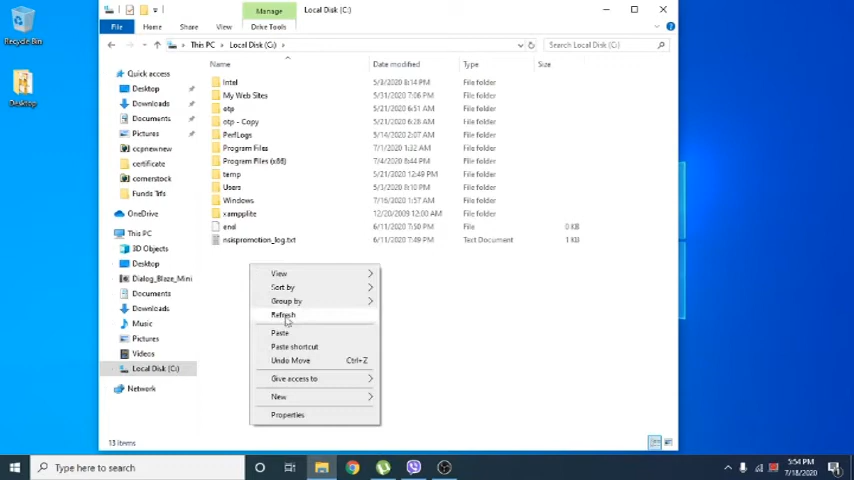 Manage
Local Disk (C:)
File
Home
Share
View
Drive Tools
This PC
Local Disk (C:)
Search Local Disk (C:)
Recycle Bin
Desktop
Quick access
Desktop
Downloads
Documents
Pictures
ccpnewnew
certificate
cornerstock
Funds Trfs
OneDrive
This PC
3D Objects
Desktop
Dialog_Blaze_Mini
Documents
Downloads
Music
Pictures
Videos
Local Disk (C:)
Network
Name Date modified Type Size
Intel 5/3/2020 8:14 PM File folder
My Web Sites 5/31/2020 7:06 PM File folder
otp 5/21/2020 6:51 AM File folder
otp - Copy 5/21/2020 6:28 AM File folder
PerfLogs 5/14/2020 2:07 AM File folder
Program Files 7/1/2020 1:32 AM File folder
Program Files (x86) 7/4/2020 8:44 PM File folder
temp 5/21/2020 12:49 PM File folder
Users 5/3/2020 8:10 PM File folder
Windows 7/16/2020 1:57 AM File folder
xampplite 12/20/2009 12:00 AM File folder
end 6/11/2020 7:50 PM File 0 KB
nsispromotion_log.txt 6/11/2020 7:49 PM Text Document 1 KB
View
Sort by
Group by
Refresh
Paste
Paste shortcut
Undo Move Ctrl+Z
Give access to
New
Properties
13 items
Type here to search
5:54 PM
7/18/2020